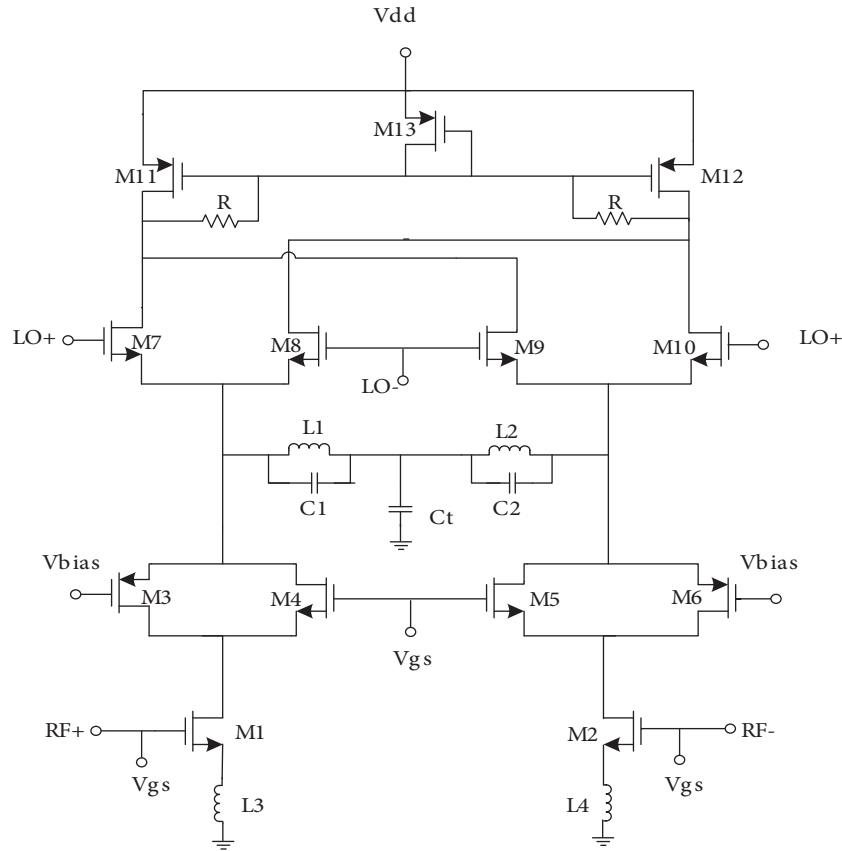 Vdd
M13
M11
M12
R
R
LO+
M7
M8
M9
M10
LO+
LO-
L1
L2
C1
Ct
C2
Vbias
Vbias
M3
M4
M5
M6
Vgs
RF+
M1
M2
RF-
Vgs
Vgs
L3
L4